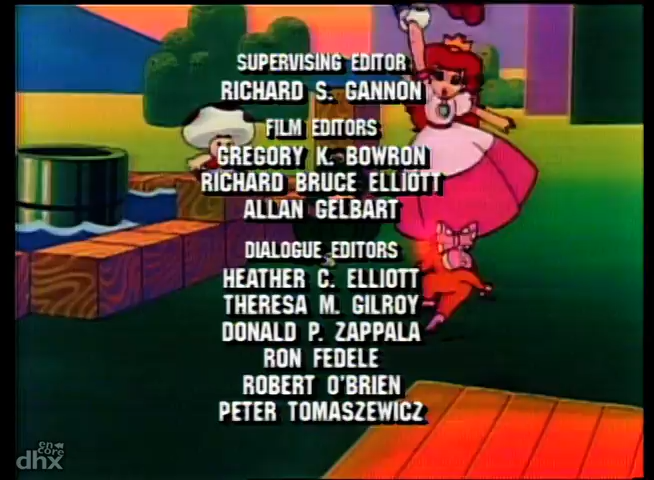 SUPERVISING EDITOR
RICHARD S. GANNON
FILM EDITORS
GREGORY K. BOWRON
RICHARD BRUCE ELLIOTT
ALLAN GELBART
DIALOGUE EDITORS
HEATHER C. ELLIOTT
THERESA M. GILROY
DONALD P. ZAPPALA
RON FEDELE
ROBERT O'BRIEN
PETER TOMASZEWICZ
encore
dhx